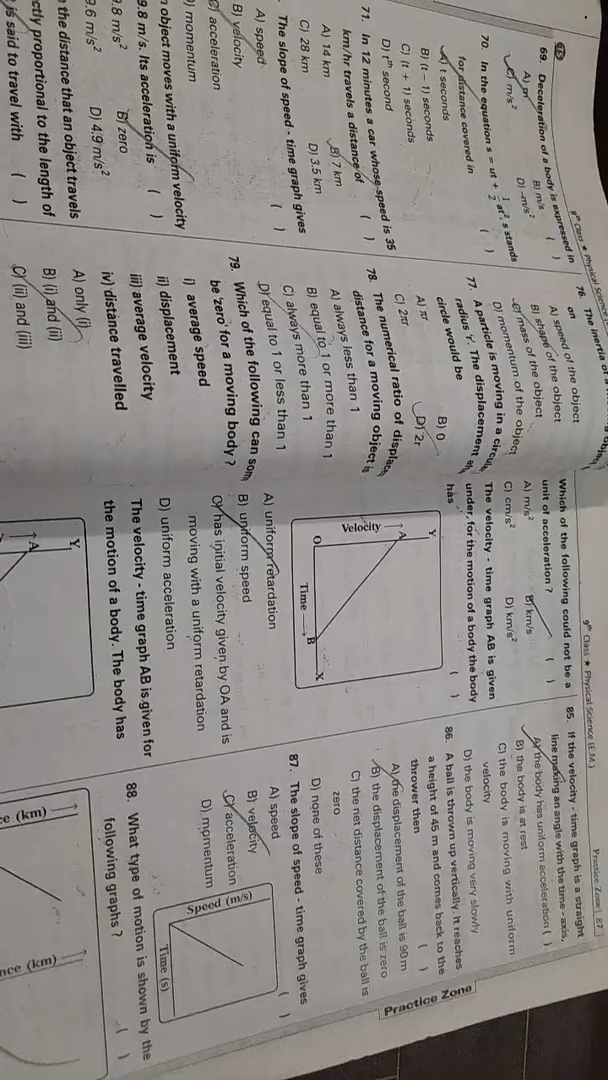 9th Class ★ Physical Science
69. Deceleration of a body is expressed in
( )
A) m
B) m/s
C) m/s²
D) -m/s²
70. In the equation s = ut + 1/2 at², s stands
for distance covered in ( )
A) t seconds
B) (t − 1) seconds
C) (t + 1) seconds
D) tth second
71. In 12 minutes a car whose speed is 35
km/hr travels a distance of ( )
A) 14 km
B) 7 km
C) 28 km
D) 3.5 km
The slope of speed - time graph gives
( )
A) speed
B) velocity
C) acceleration
D) momentum
object moves with a uniform velocity
9.8 m/s. Its acceleration is ( )
B) zero
9.8 m/s²
D) 4.9 m/s²
9.6 m/s²
the distance that an object travels
ctly proportional to the length of
is said to travel with ( )
76. The inertia of a
on
A) speed of the object
B) shape of the object
C) mass of the object
D) momentum of the object
77. A particle is moving in a
radius 'r'. The displacement
circle would be
A) πr
B) 0
C) 2πr
D) 2r
78. The numerical ratio of
distance for a moving object is
A) always less than 1
B) equal to 1 or more than 1
C) always more than 1
D) equal to 1 or less than 1
79. Which of the following can
be 'zero' for a moving body ?
i) average speed
ii) displacement
iii) average velocity
iv) distance travelled
A) only (i)
B) (i) and (ii)
C) (ii) and (iii)
9th Class ★ Physical Science (E.M.)
Practice Zone 87
Which of the following could not be a
unit of acceleration ? ( )
A) m/s²
B) km/s
C) cm/s²
D) km/s²
The velocity - time graph AB is given
under, for the motion of a body the body
has ( )
Y
A
Velocity
O
B
X
Time
A) uniform retardation
B) uniform speed
C) has initial velocity given by OA and is
moving with a uniform retardation
D) uniform acceleration
The velocity - time graph AB is given for
the motion of a body. The body has
Y
A
85. If the velocity - time graph is a straight
line making an angle with the time - axis,
A) the body has uniform acceleration ( )
B) the body is at rest
C) the body is moving with uniform
velocity
D) the body is moving very slowly
86. A ball is thrown up vertically. It reaches
a height of 45 m and comes back to the
thrower then ( )
A) the displacement of the ball is 90 m
B) the displacement of the ball is zero
C) the net distance covered by the ball is
zero
D) none of these
87. The slope of speed - time graph gives
( )
A) speed
B) velocity
C) acceleration
D) momentum
Speed (m/s)
Time (s)
88. What type of motion is shown by the
following graphs ? ( )
ce (km)
nce (km)
Practice Zone